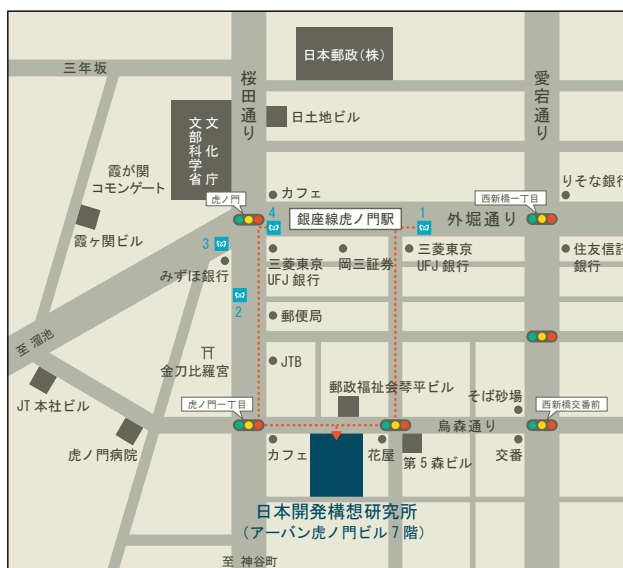 日本郵政（株）
三年坂
桜田通り
愛宕通り
日土地ビル
文化庁
文部科学省
霞が関
コモンゲート
虎ノ門
カフェ
西新橋一丁目
りそな銀行
4
銀座線虎ノ門駅
1
外堀通り
霞ヶ関ビル
3
みずほ銀行
三菱東京
UFJ銀行
岡三証券
三菱東京
UFJ銀行
住友信託
銀行
2
郵便局
至 溜池
金刀比羅宮
JTB
郵政福祉会琴平ビル
JT本社ビル
虎ノ門一丁目
そば砂場
西新橋交番前
烏森通り
虎ノ門病院
カフェ
花屋
第5森ビル
交番
日本開発構想研究所
（アーバン虎ノ門ビル7階）
至 神谷町